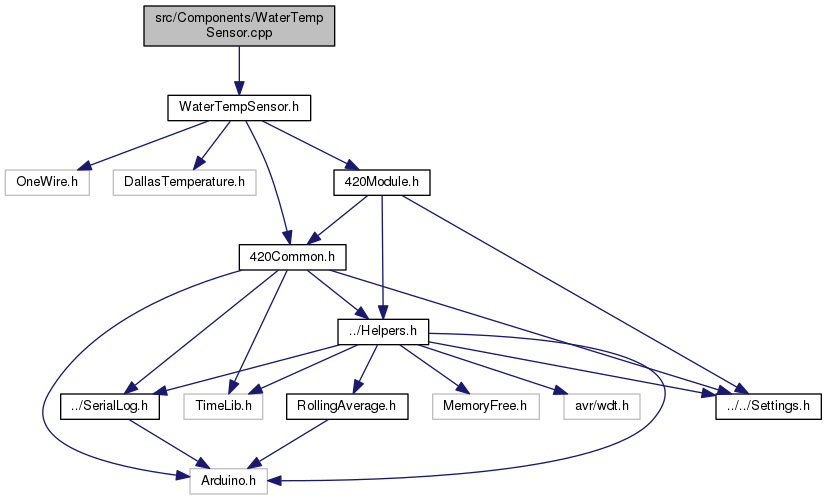 src/Components/WaterTemp
Sensor.cpp
WaterTempSensor.h
OneWire.h
DallasTemperature.h
420Module.h
420Common.h
../Helpers.h
../SerialLog.h
TimeLib.h
RollingAverage.h
MemoryFree.h
avr/wdt.h
../../Settings.h
Arduino.h